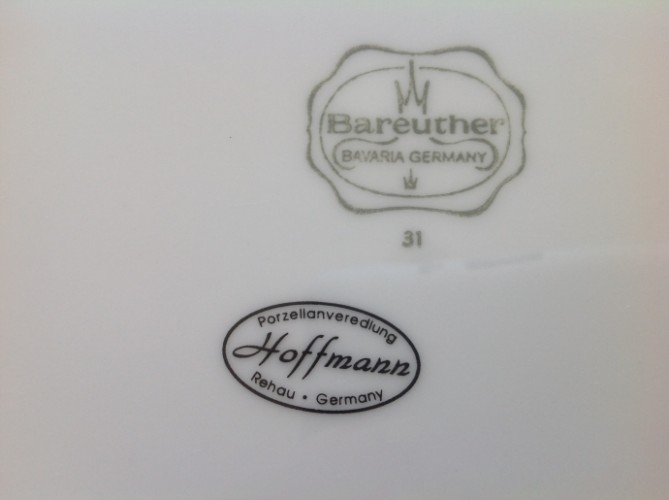 Bareuther
BAVARIA GERMANY
31
Porzellanveredlung
Hoffmann
Rehau • Germany